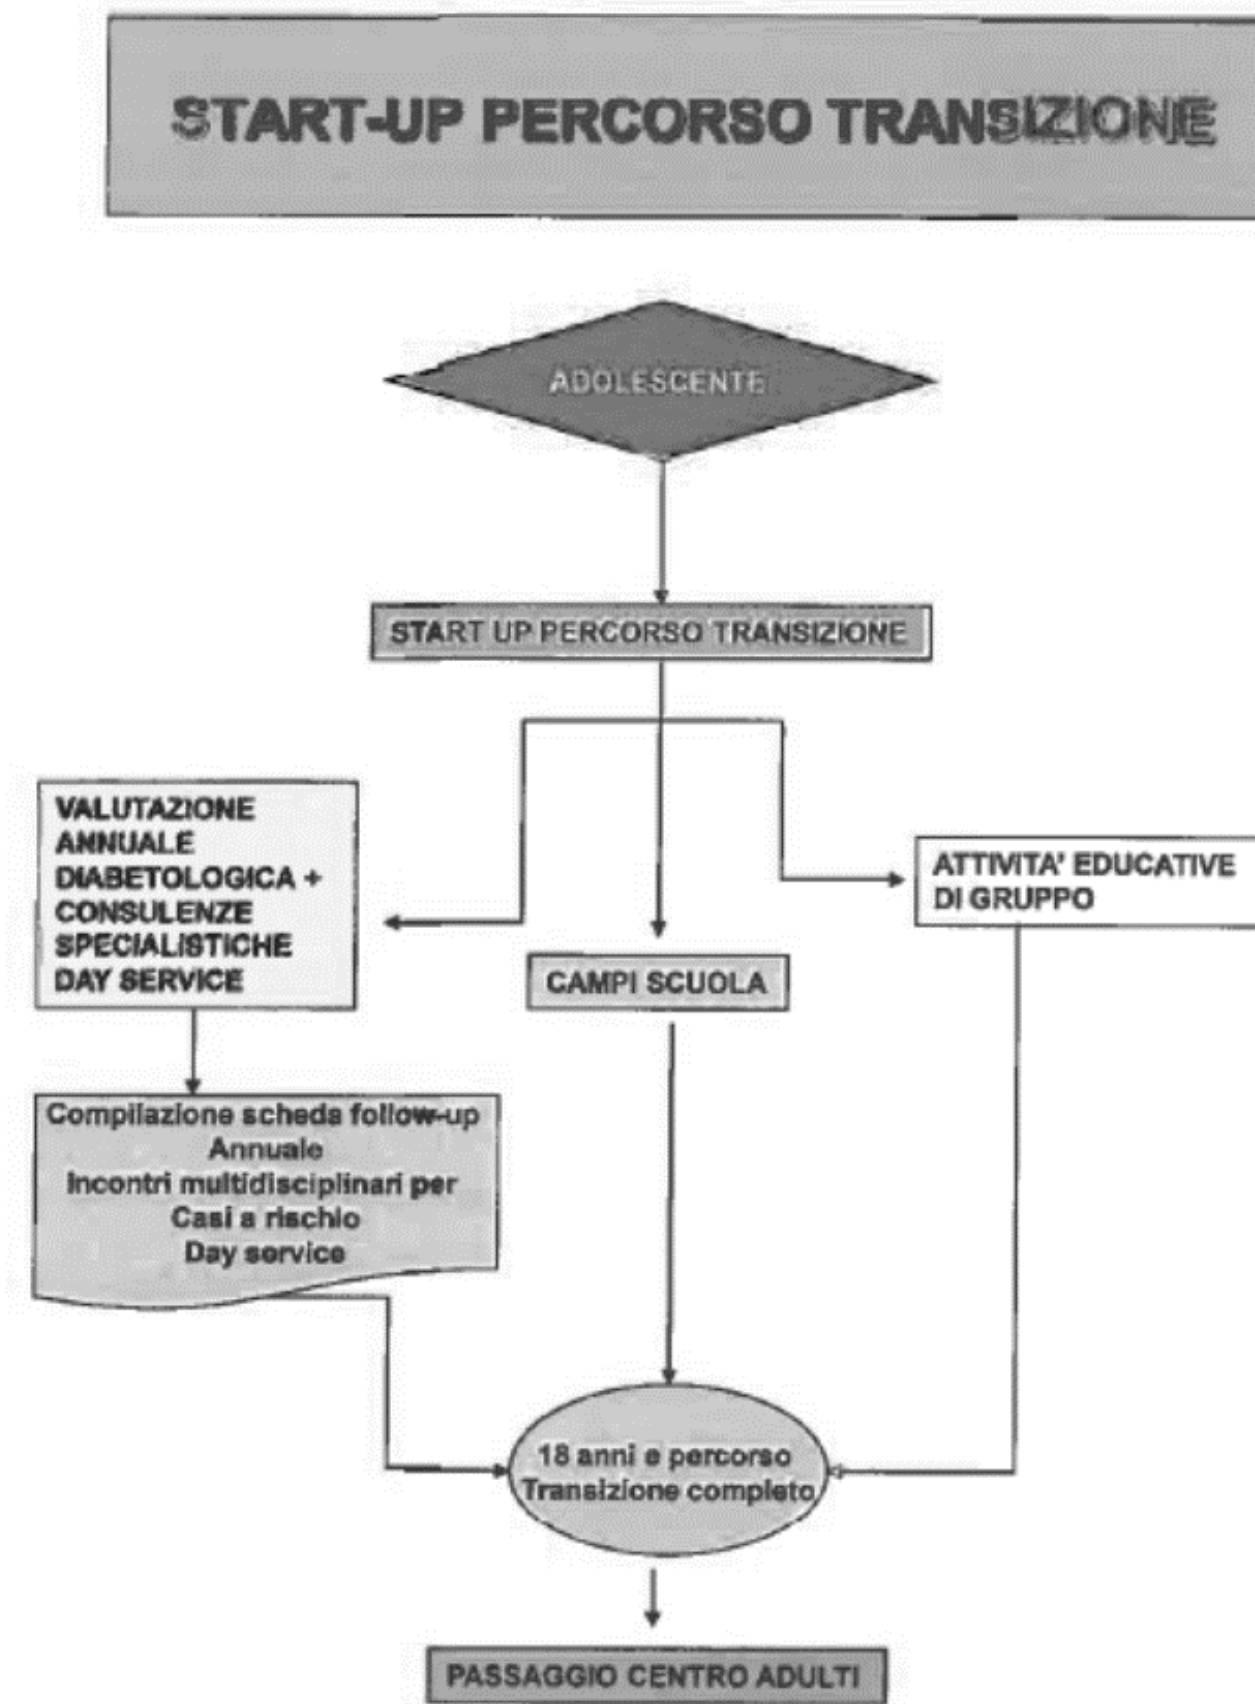 START-UP PERCORSO TRANSIZIONE
ADOLESCENTE
START UP PERCORSO TRANSIZIONE
VALUTAZIONE
ANNUALE
DIABETOLOGICA +
CONSULENZE
SPECIALISTICHE
DAY SERVICE
CAMPI SCUOLA
ATTIVITA' EDUCATIVE
DI GRUPPO
Compilazione scheda follow-up
Annuale
Incontri multidisciplinari per
Casi a rischio
Day service
18 anni e percorso
Transizione completo
PASSAGGIO CENTRO ADULTI